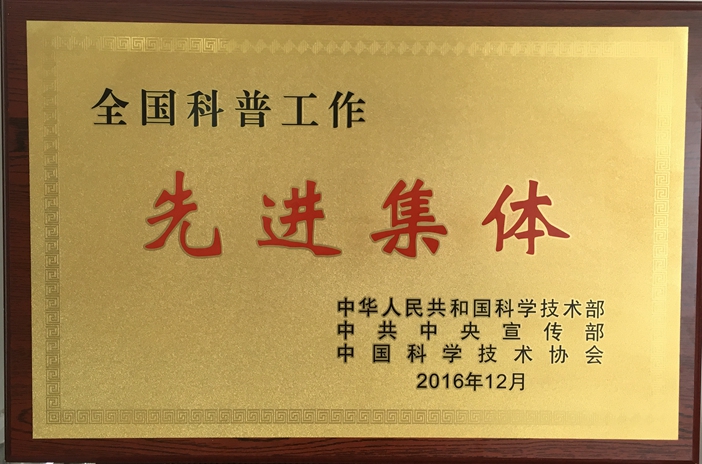 全国科普工作
先进集体
中华人民共和国科学技术部
中共中央宣传部
中国科学技术协会
2016年12月